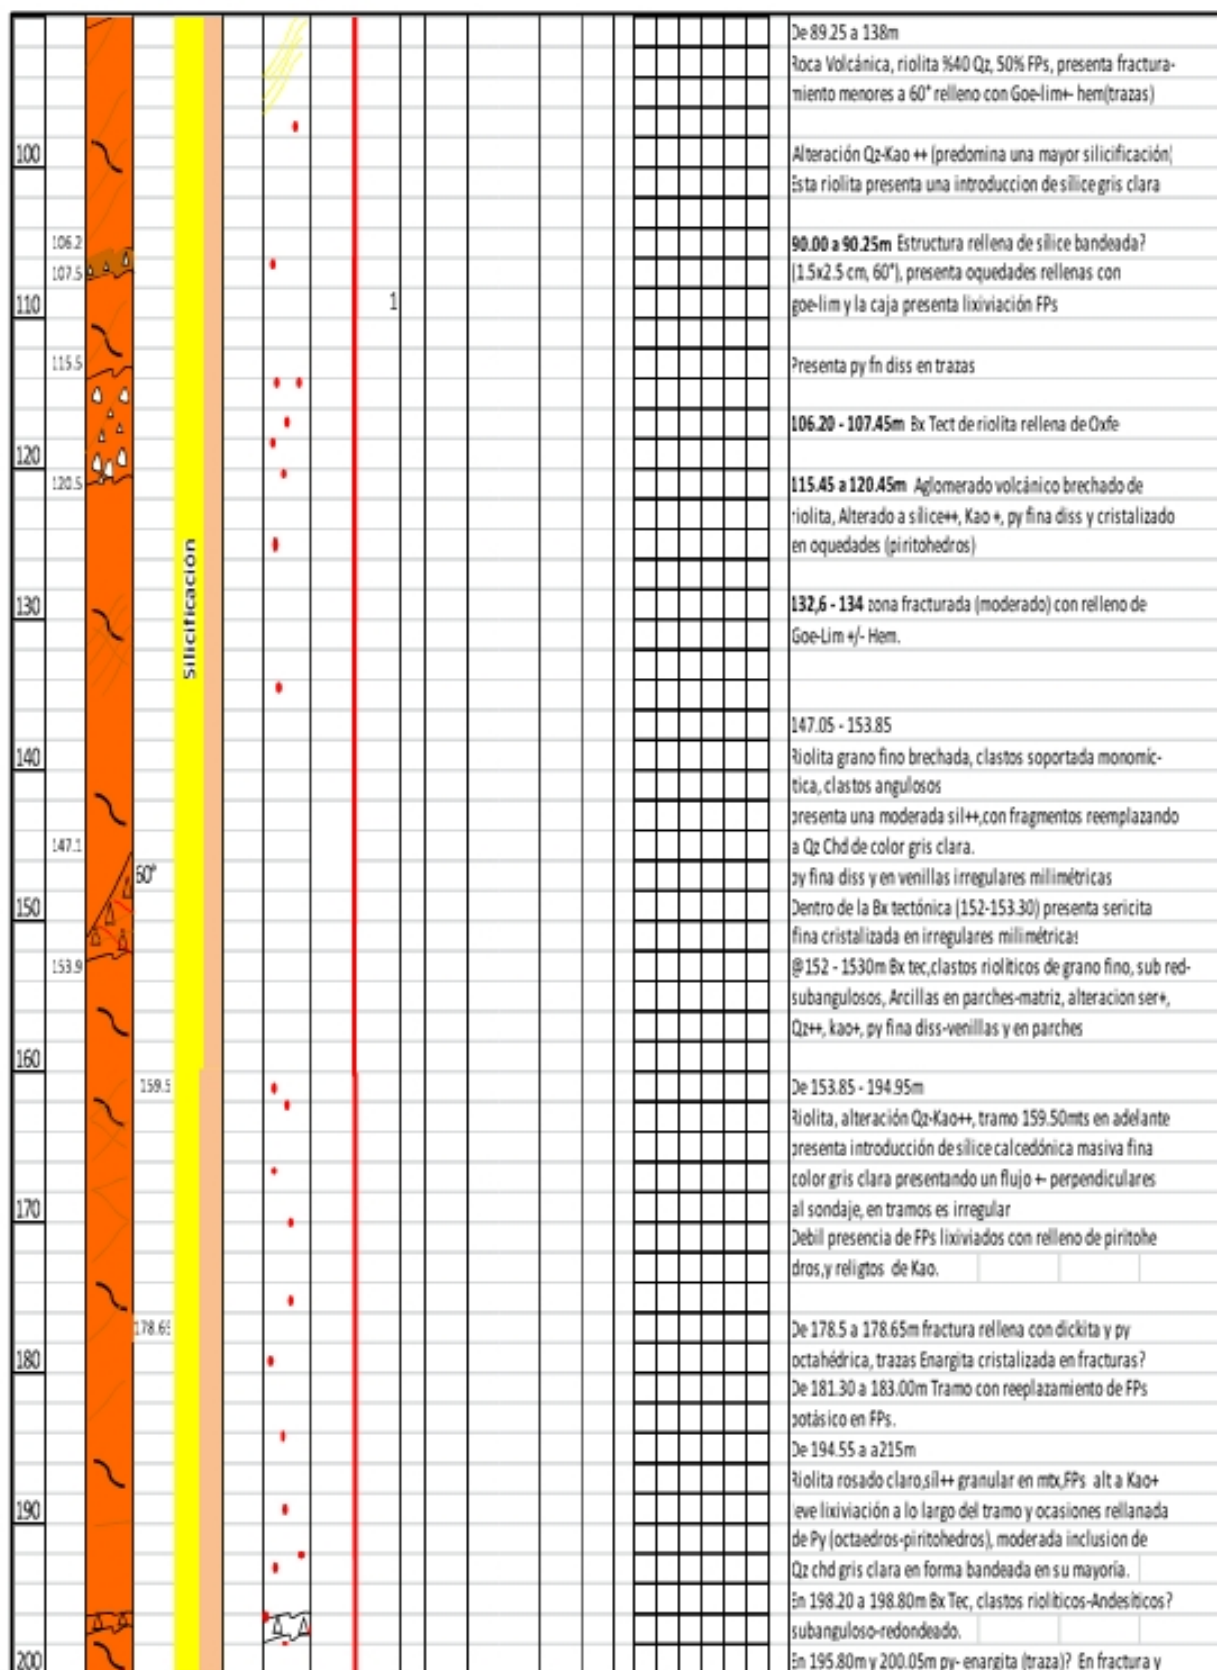 De 89.25 a 138m
Roca Volcánica, riolita %40 Qz, 50% FPs, presenta fractura-
miento menores a 60° relleno con Goe-lim+- hem(trazas)
100
Alteración Qz-Kao ++ (predomina una mayor silicificación)
Esta riolita presenta una introduccion de sílice gris clara
106.2
90.00 a 90.25m Estructura rellena de sílice bandeada?
107.5
(1.5x2.5 cm, 60°), presenta oquedades rellenas con
110
1
goe-lim y la caja presenta lixiviación FPs
115.5
Presenta py fn diss en trazas
106.20 - 107.45m Bx Tect de riolita rellena de Oxfe
120
120.5
115.45 a 120.45m Aglomerado volcánico brechado de
riolita, Alterado a sílice++, Kao +, py fina diss y cristalizado
en oquedades (piritohedros)
Silicificación
130
132,6 - 134 zona fracturada (moderado) con relleno de
Goe-Lim +/- Hem.
147.05 - 153.85
140
Riolita grano fino brechada, clastos soportada monomíc-
tica, clastos angulosos
presenta una moderada sil++,con fragmentos reemplazando
147.1
a Qz Chd de color gris clara.
60°
py fina diss y en venillas irregulares milimétricas
150
Dentro de la Bx tectónica (152-153.30) presenta sericita
fina cristalizada en irregulares milimétricas
153.9
@152 - 1530m Bx tec,clastos riolíticos de grano fino, sub red-
subangulosos, Arcillas en parches-matriz, alteracion ser+,
Qz++, kao+, py fina diss-venillas y en parches
160
159.5
De 153.85 - 194.95m
Riolita, alteración Qz-Kao++, tramo 159.50mts en adelante
presenta introducción de sílice calcedónica masiva fina
color gris clara presentando un flujo +- perpendiculares
170
al sondaje, en tramos es irregular
Debil presencia de FPs lixiviados con relleno de piritohe
dros,y religtos de Kao.
178.65
De 178.5 a 178.65m fractura rellena con dickita y py
180
octahédrica, trazas Enargita cristalizada en fracturas?
De 181.30 a 183.00m Tramo con reeplazamiento de FPs
potásico en FPs.
De 194.55 a a215m
Riolita rosado claro,sil++ granular en mtx,FPs alt a Kao+
190
leve lixiviación a lo largo del tramo y ocasiones rellanada
de Py (octaedros-piritohedros), moderada inclusion de
Qz chd gris clara en forma bandeada en su mayoría.
En 198.20 a 198.80m Bx Tec, clastos riolíticos-Andesíticos?
subanguloso-redondeado.
200
En 195.80m y 200.05m py- enargita (traza)? En fractura y